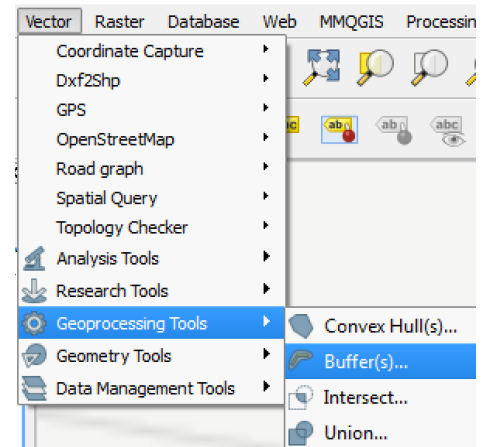 Vector Raster Database Web MMQGIS Processin
Coordinate Capture
Dxf2Shp
GPS
OpenStreetMap
Road graph
Spatial Query
Topology Checker
Analysis Tools
Research Tools
Geoprocessing Tools
Geometry Tools
Data Management Tools
abc
Convex Hull(s)...
Buffer(s)...
Intersect...
Union...